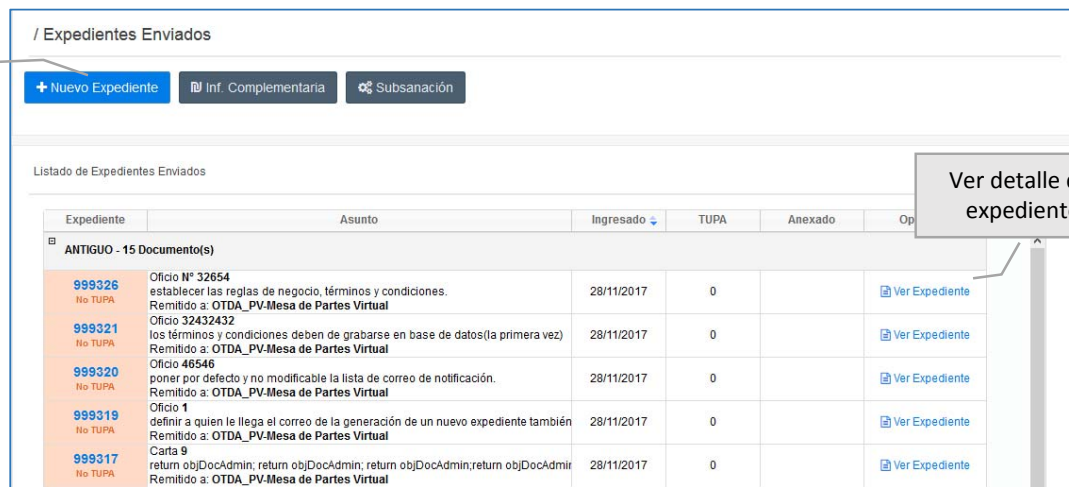 / Expedientes Enviados
Nuevo Expediente
Inf. Complementaria
Subsanación
Listado de Expedientes Enviados
Ver detalle
expediente
Expediente Asunto Ingresado TUPA Anexado Op
ANTIGUO - 15 Documento(s)
999326
No TUPA
Oficio Nº 32654
establecer las reglas de negocio, términos y condiciones.
Remitido a: OTDA_PV-Mesa de Partes Virtual
28/11/2017 0 Ver Expediente
999321
No TUPA
Oficio 32432432
los términos y condiciones deben de grabarse en base de datos(la primera vez)
Remitido a: OTDA_PV-Mesa de Partes Virtual
28/11/2017 0 Ver Expediente
999320
No TUPA
Oficio 46546
poner por defecto y no modificable la lista de correo de notificación.
Remitido a: OTDA_PV-Mesa de Partes Virtual
28/11/2017 0 Ver Expediente
999319
No TUPA
Oficio 1
definir a quien le llega el correo de la generación de un nuevo expediente también
Remitido a: OTDA_PV-Mesa de Partes Virtual
28/11/2017 0 Ver Expediente
999317
No TUPA
Carta 9
return objDocAdmin; return objDocAdmin; return objDocAdmin;return objDocAdmir
Remitido a: OTDA_PV-Mesa de Partes Virtual
28/11/2017 0 Ver Expediente